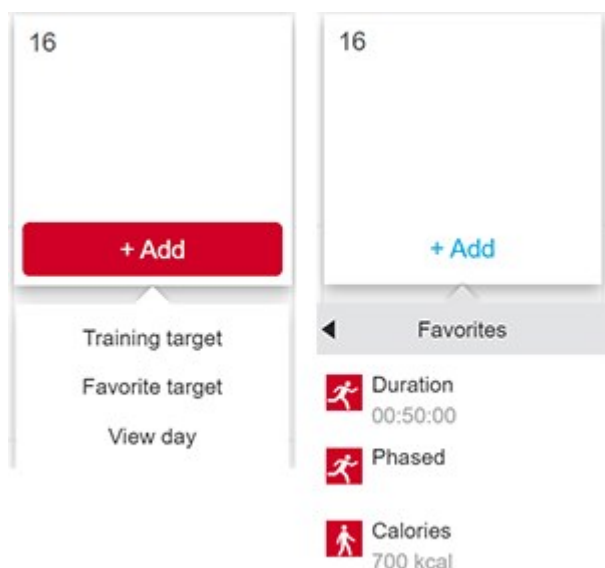 16
+ Add
Training target
Favorite target
View day
16
+ Add
Favorites
Duration
00:50:00
Phased
Calories
700 kcal